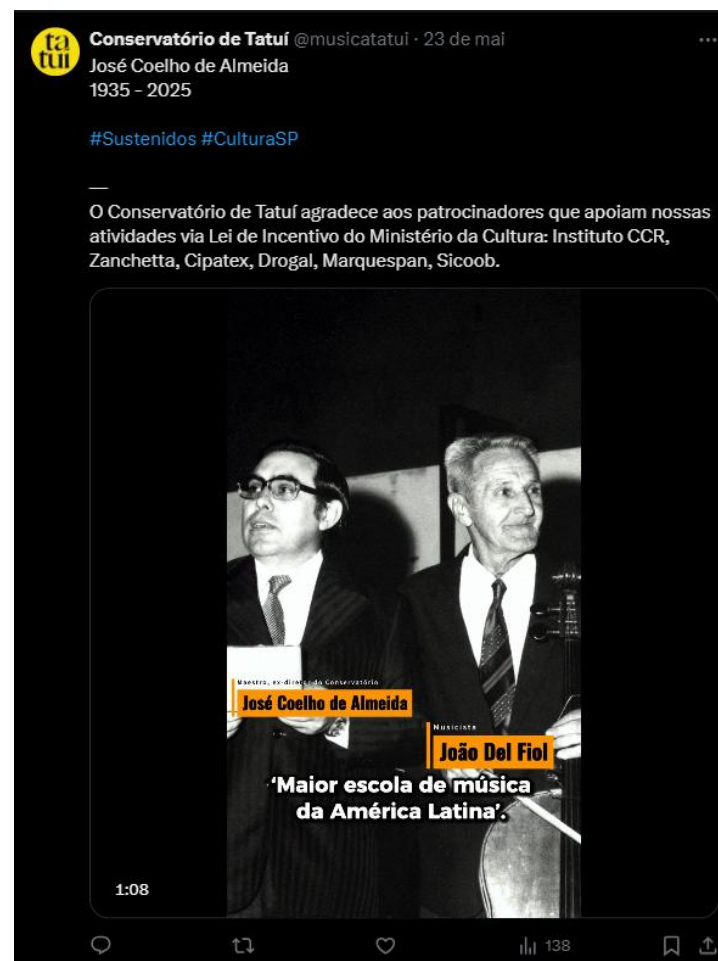 ta
tuí
Conservatório de Tatuí @musicatatui · 23 de mai
José Coelho de Almeida
1935 - 2025
#Sustenidos #CulturaSP
—
O Conservatório de Tatuí agradece aos patrocinadores que apoiam nossas
atividades via Lei de Incentivo do Ministério da Cultura: Instituto CCR,
Zanchetta, Cipatex, Drogal, Marquespan, Sicoob.
Maestro, ex-diretor do Conservatório
José Coelho de Almeida
Musicista
João Del Fiol
‘Maior escola de música
da América Latina’.
1:08
138